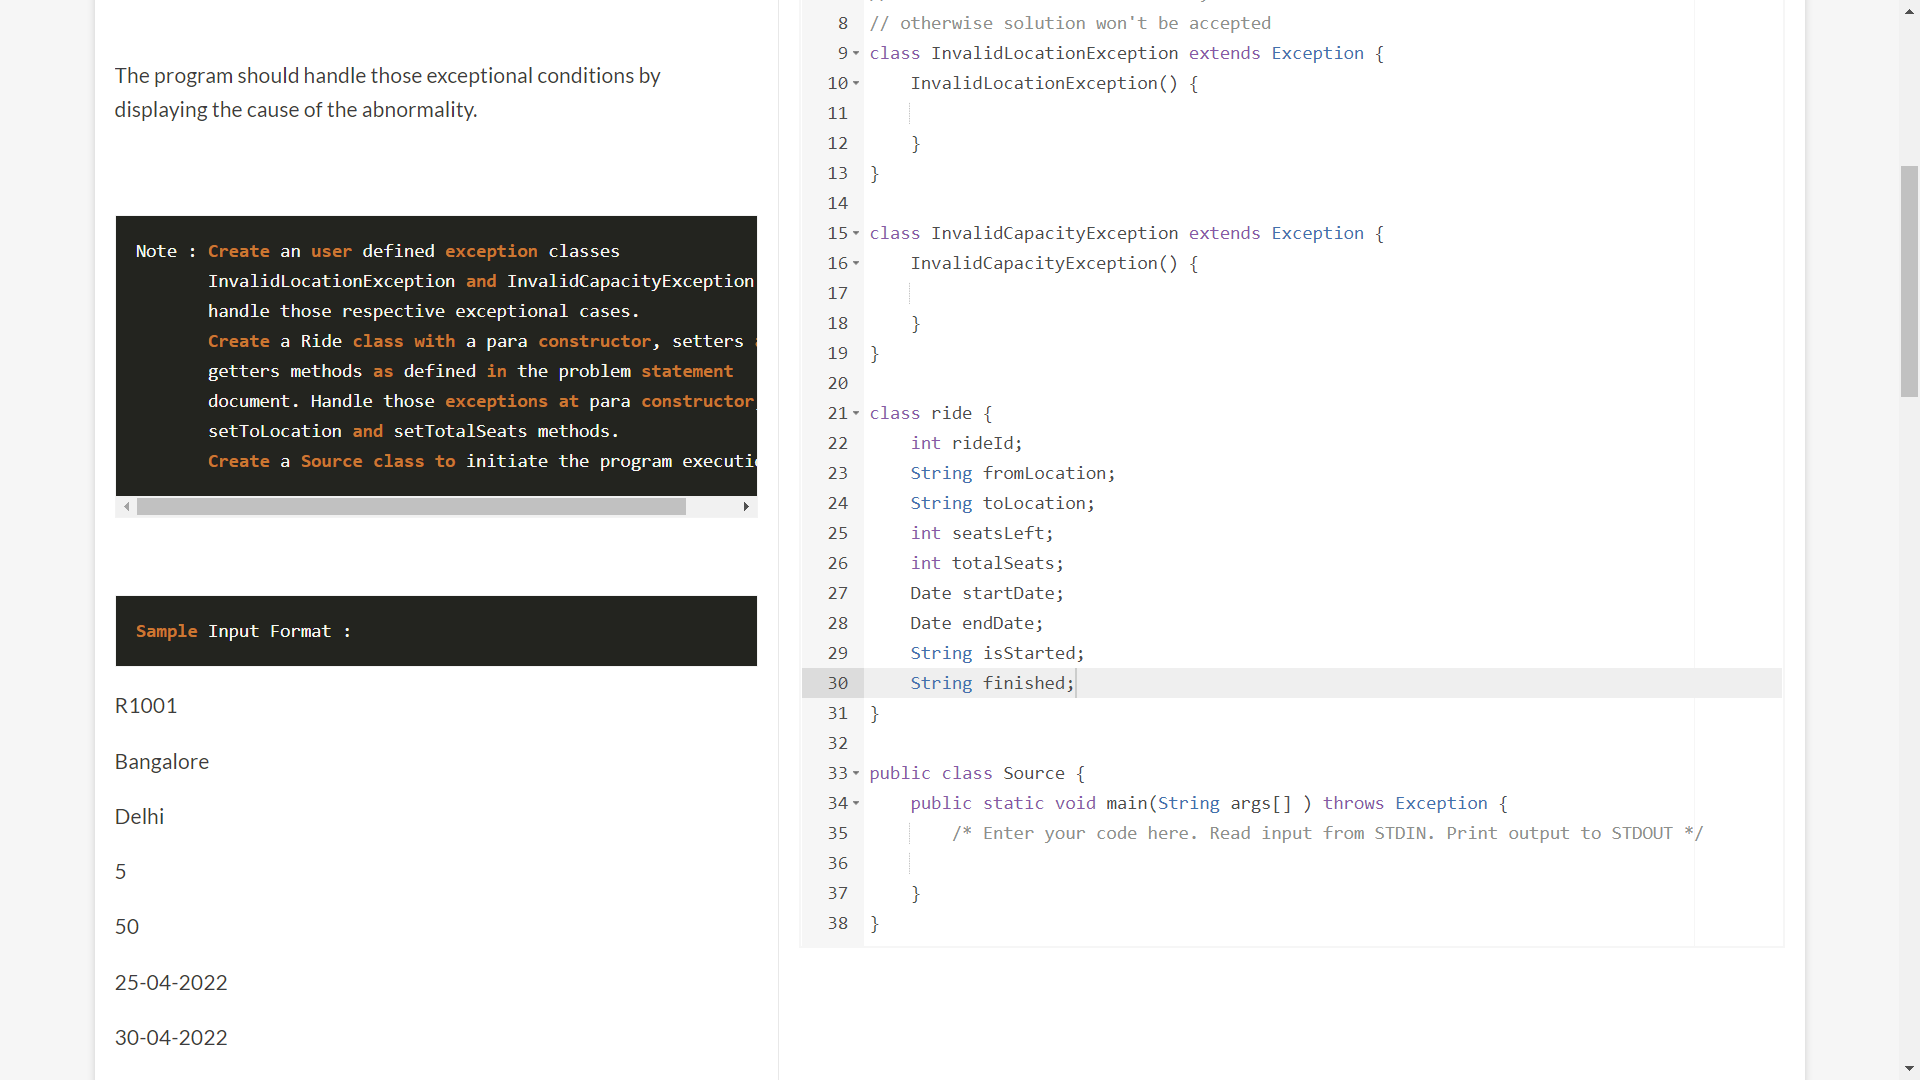 The program should handle those exceptional conditions by
displaying the cause of the abnormality.
Note : Create an user defined exception classes
InvalidLocationException and InvalidCapacityException
handle those respective exceptional cases.
Create a Ride class with a para constructor, setters
getters methods as defined in the problem statement
document. Handle those exceptions at para constructor,
setToLocation and setTotalSeats methods.
Create a Source class to initiate the program
Sample Input Format :
R1001
Bangalore
Delhi
5
50
25-04-2022
30-04-2022
8 // otherwise solution won't be accepted
9 class InvalidLocationException extends Exception {
10 InvalidLocationException() {
11
12 }
13 }
14
15 class InvalidCapacityException extends Exception {
16 InvalidCapacityException() {
17
18 }
19 }
20
21 class ride {
22 int rideId;
23 String fromLocation;
24 String toLocation;
25 int seatsLeft;
26 int totalSeats;
27 Date startDate;
28 Date endDate;
29 String isStarted;
30 String finished;
31 }
32
33 public class Source {
34 public static void main(String args[] ) throws Exception {
35 /* Enter your code here. Read input from STDIN. Print output to STDOUT */
36
37 }
38 }